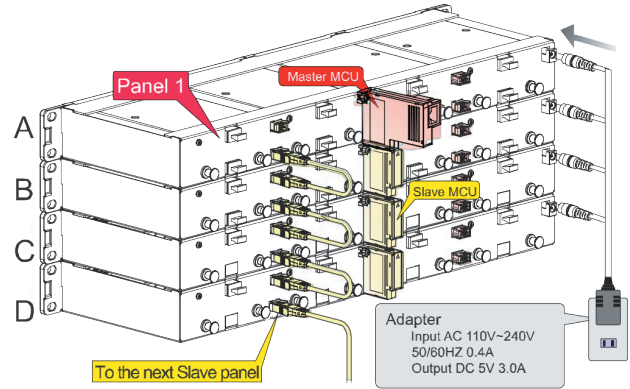 Panel 1
Master MCU
A
B
Slave MCU
C
D
To the next Slave panel
Adapter
Input AC 110V~240V
50/60HZ 0.4A
Output DC 5V 3.0A